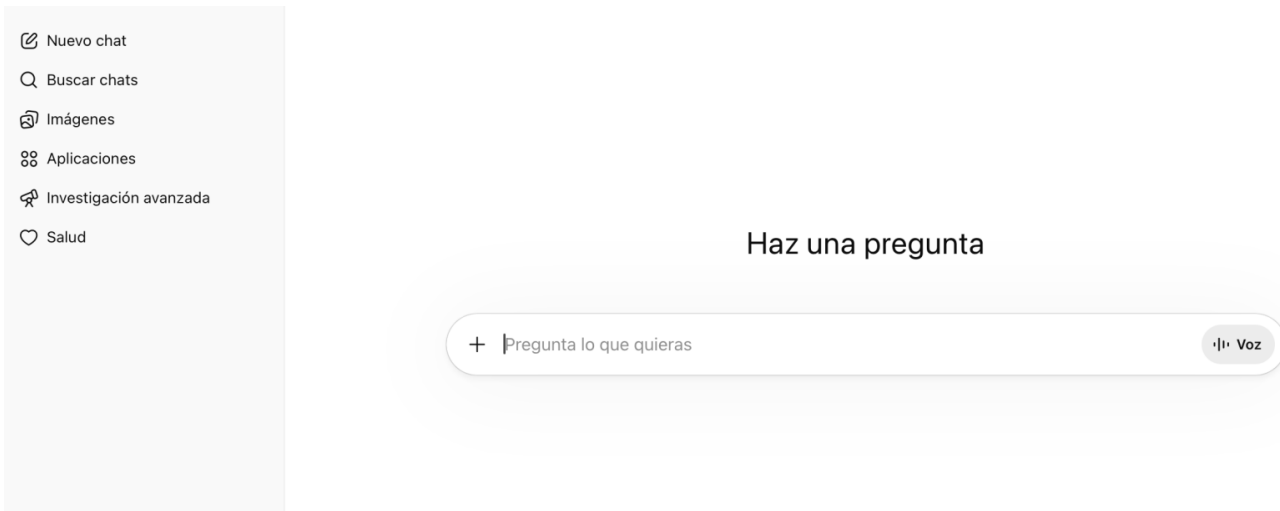 Nuevo chat
Buscar chats
Imágenes
Aplicaciones
Investigación avanzada
Salud
Haz una pregunta
Pregunta lo que quieras
Voz